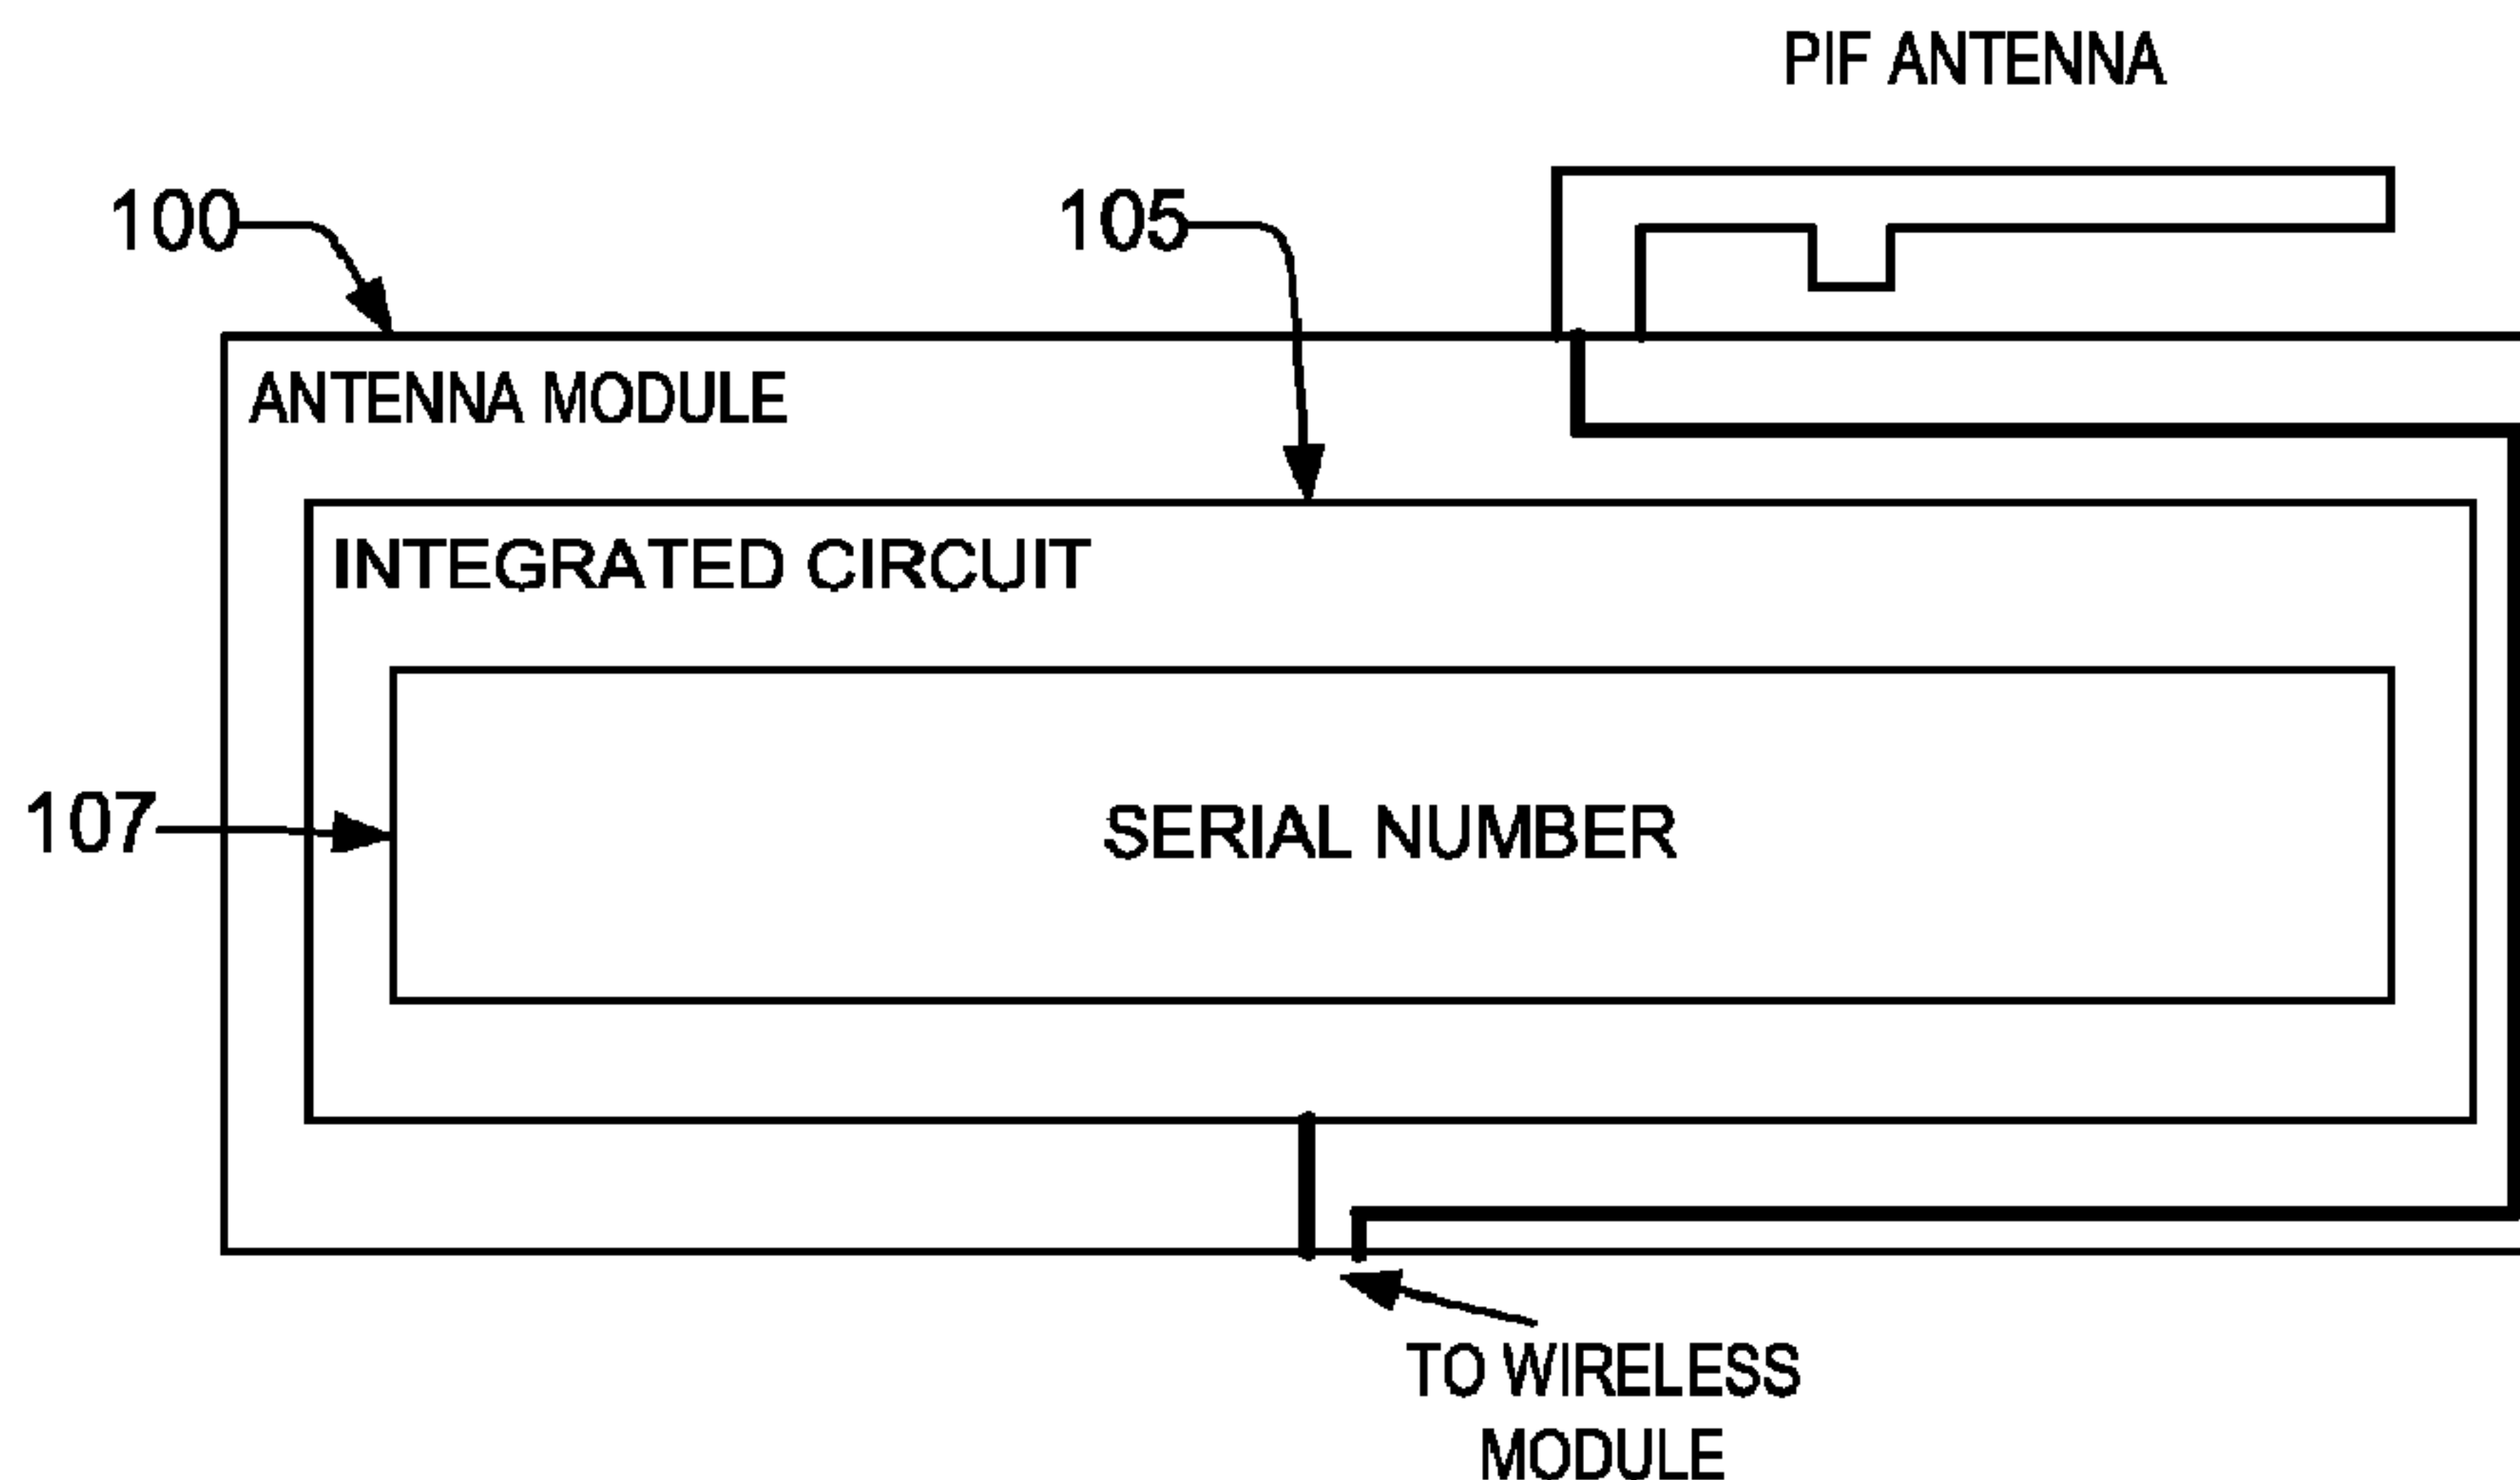 PIF ANTENNA
100
105
ANTENNA MODULE
INTEGRATED CIRCUIT
107
SERIAL NUMBER
TO WIRELESS
MODULE